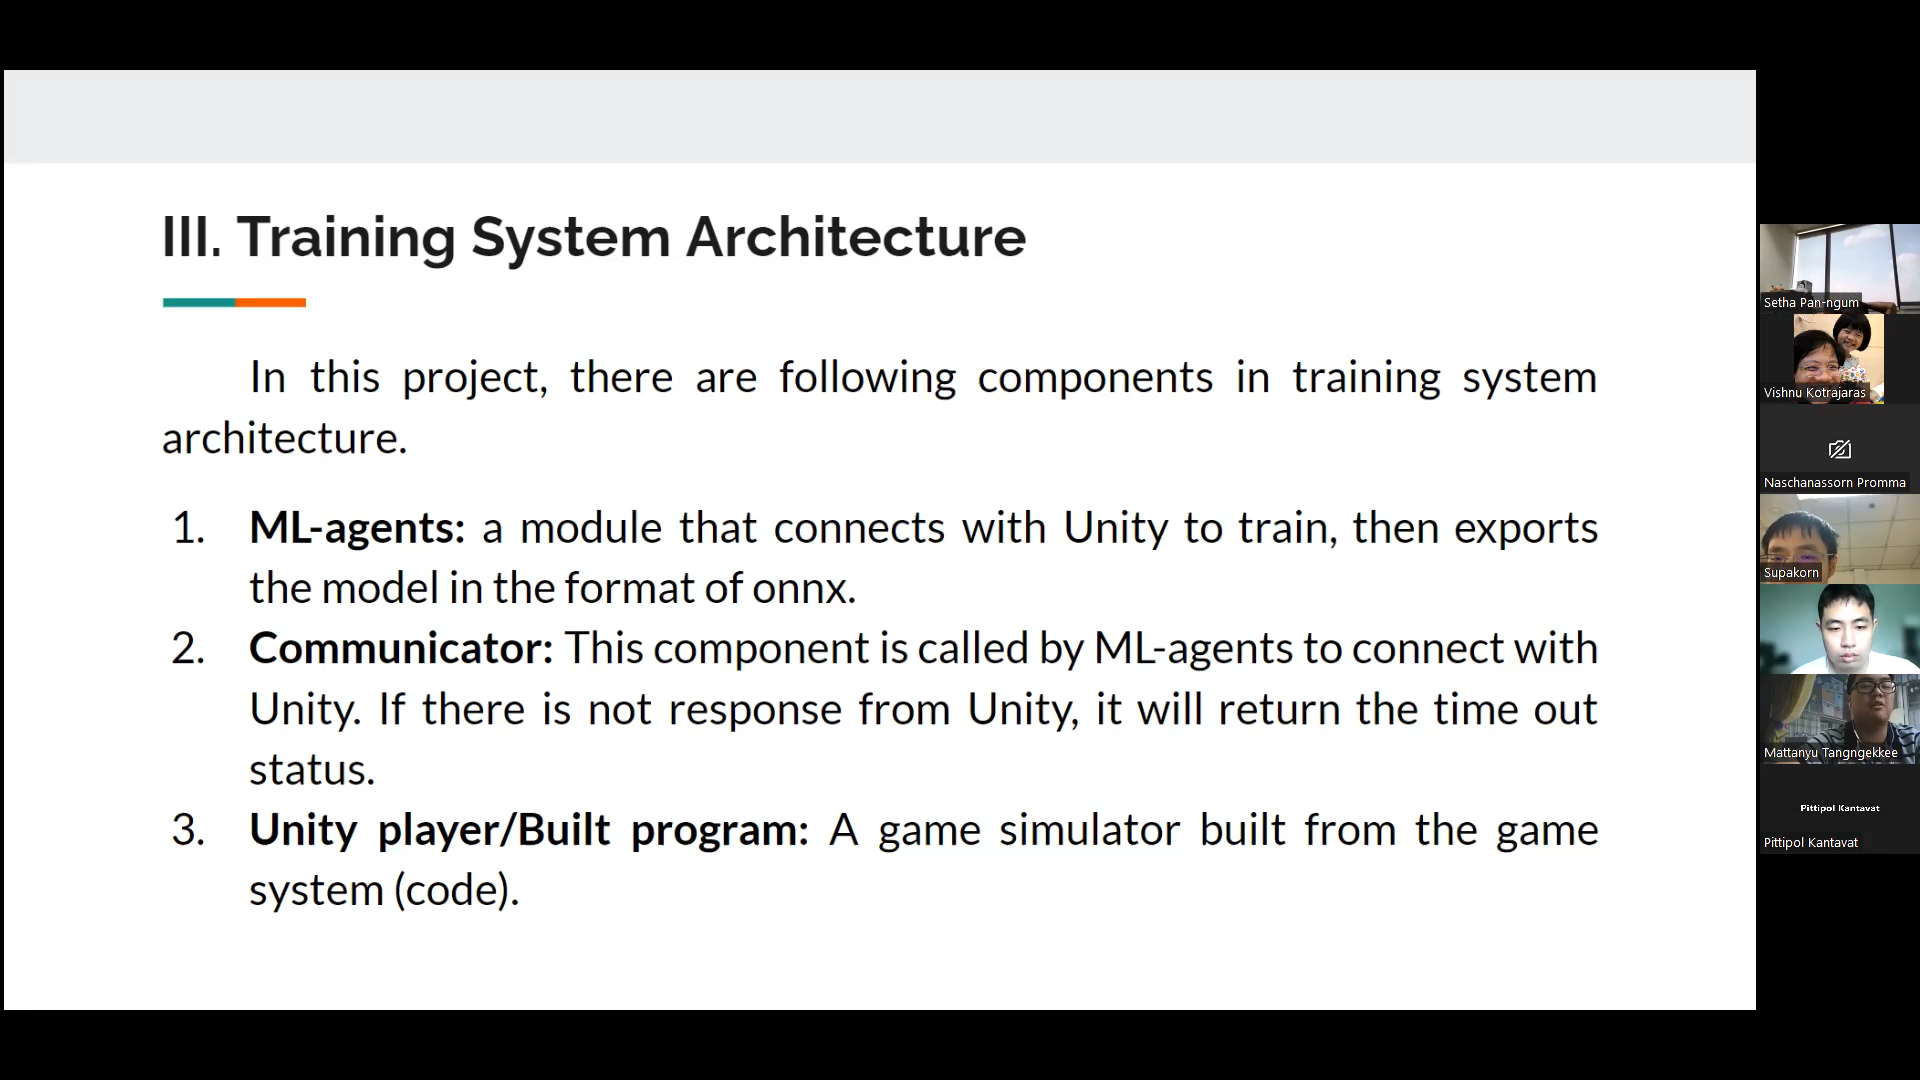 III. Training System Architecture
In this project, there are following components in training system
architecture.
1. ML-agents: a module that connects with Unity to train, then exports
the model in the format of onnx.
2. Communicator: This component is called by ML-agents to connect with
Unity. If there is not response from Unity, it will return the time out
status.
3. Unity player/Built program: A game simulator built from the game
system (code).
Setha Pan-ngum
Vishnu Kotrajaras
Naschanassorn Promma
Supakorn
Mattanyu Tangngekkee
Pittipol Kantavat
Pittipol Kantavat